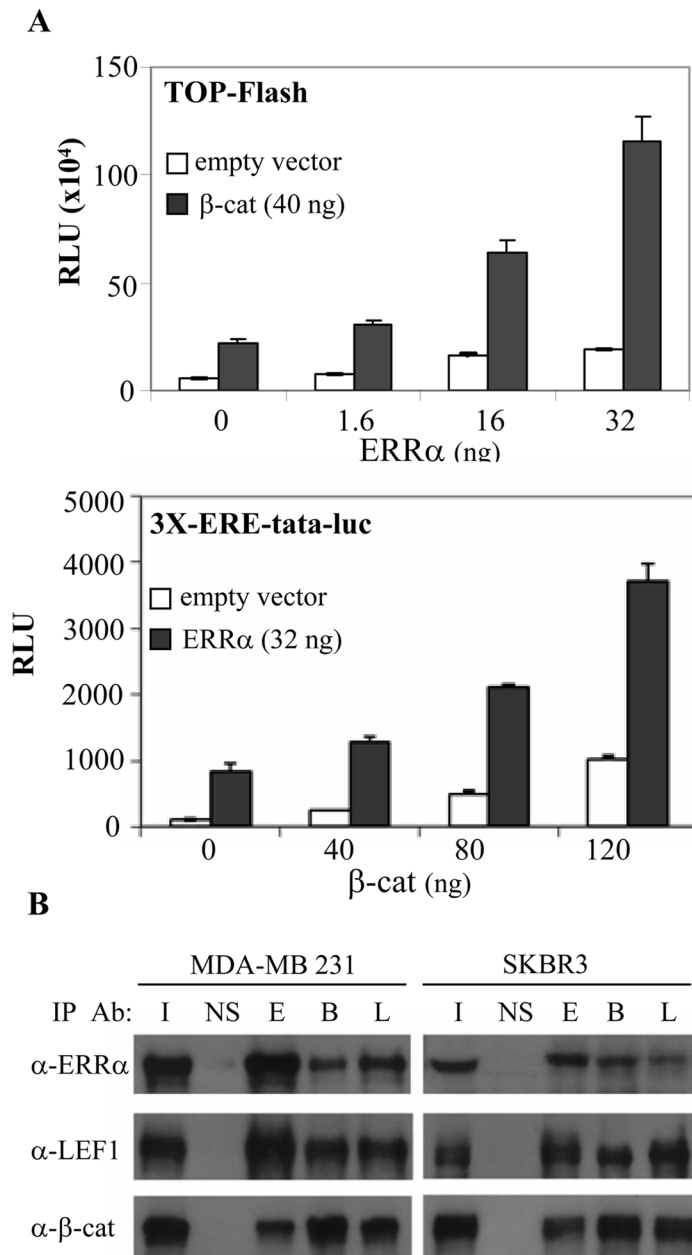 A
150
100
50
0
RLU (x10⁴)
TOP-Flash
empty vector
β-cat (40 ng)
0 1.6 16 32
ERRα (ng)
5000
4000
3000
2000
1000
0
RLU
3X-ERE-tata-luc
empty vector
ERRα (32 ng)
0 40 80 120
β-cat (ng)
B
MDA-MB 231 SKBR3
IP Ab: I NS E B L I NS E B L
α-ERRα
α-LEF1
α-β-cat